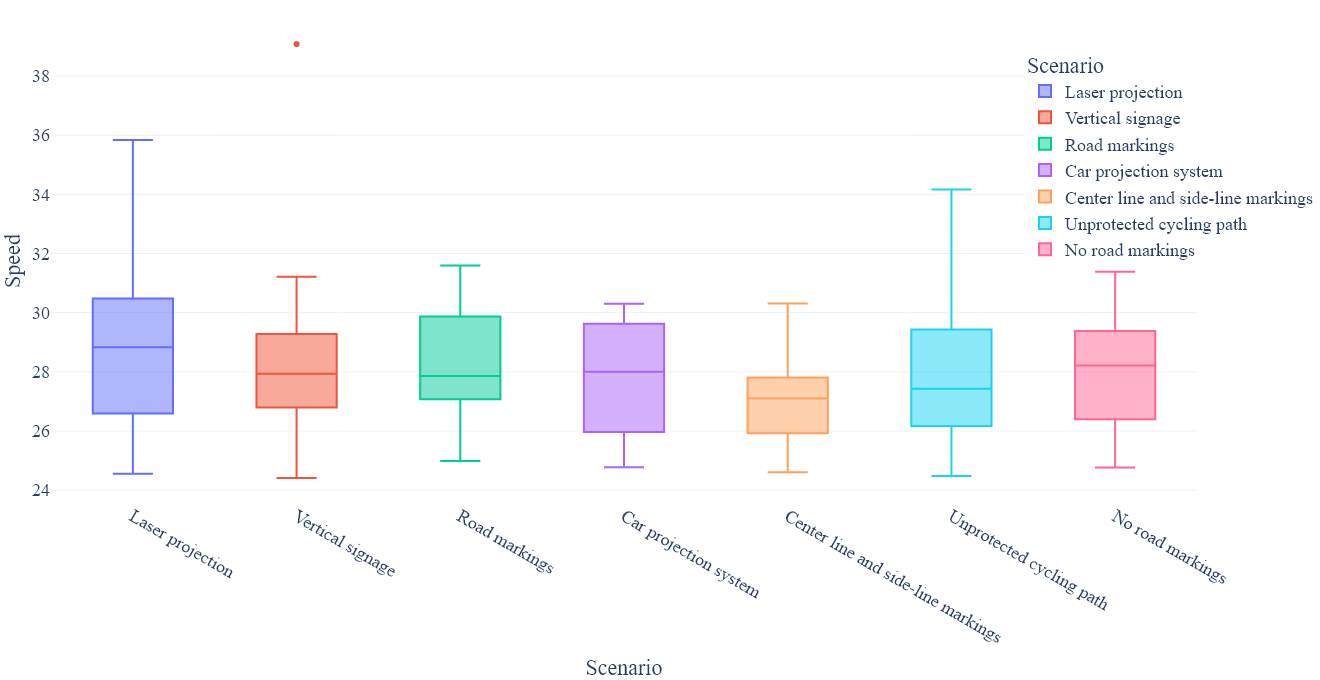 Speed
38
36
34
32
30
28
26
24
Laser projection
Vertical signage
Road markings
Car projection system
Center line and side-line markings
Unprotected cycling path
No road markings
Scenario
Scenario
Laser projection
Vertical signage
Road markings
Car projection system
Center line and side-line markings
Unprotected cycling path
No road markings